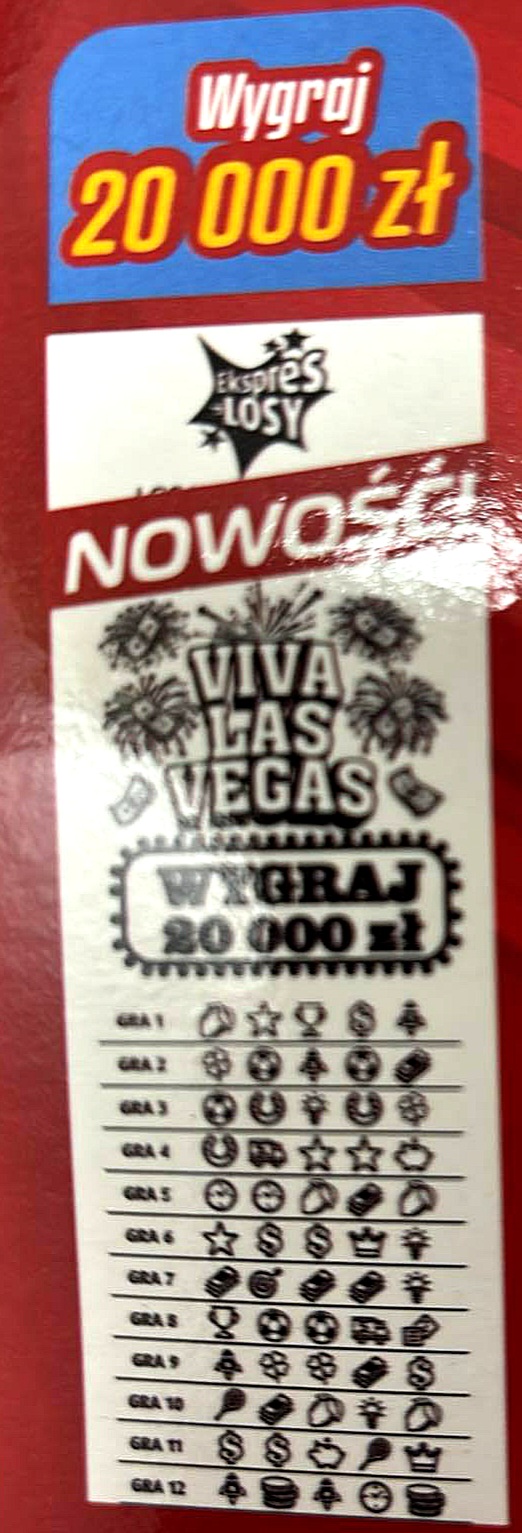 Wygraj
20 000 zł
Ekspres
LOSY
NOWOŚĆ!
VIVA
LAS
VEGAS
WYGRAJ
20 000 zł
GRA 1
GRA 2
GRA 3
GRA 4
GRA 5
GRA 6
GRA 7
GRA 8
GRA 9
GRA 10
GRA 11
GRA 12